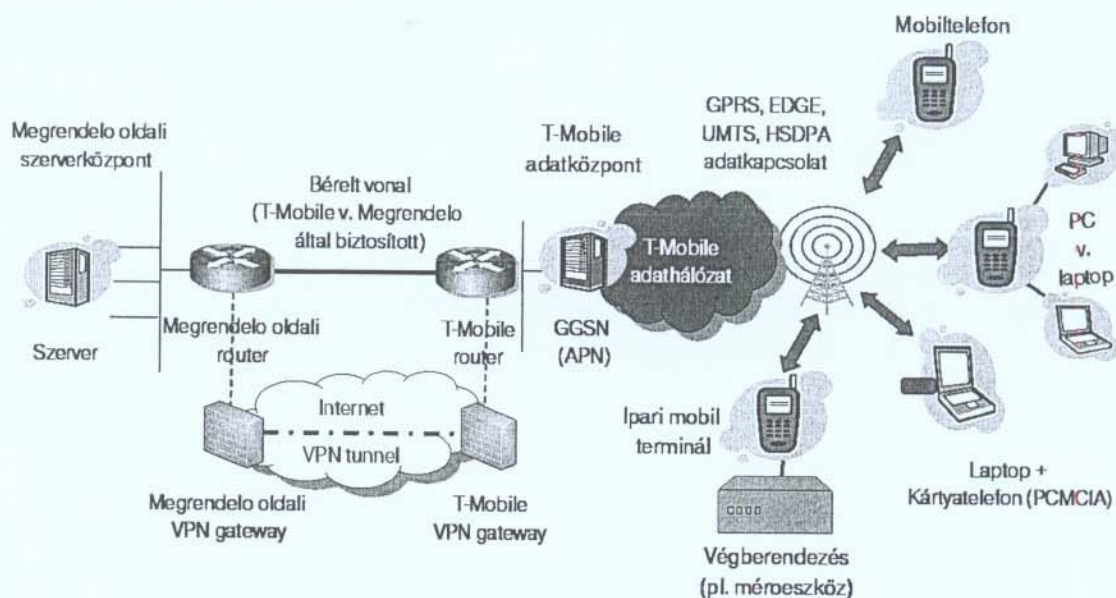 Mobiltelefon
GPRS, EDGE,
UMTS, HSDPA
adatkapcsolat
Megrendelo oldali
szerverközpont
T-Mobile
adatközpont
Bérelt vonal
(T-Mobile v. Megrendelo
által biztosított)
PC
v.
laptop
T-Mobile
adathálózat
Szerver
Megrendelo oldali
router
T-Mobile
router
GGSN
(APN)
Internet
VPN tunnel
Ipari mobil
terminál
Megrendelo oldali
VPN gateway
T-Mobile
VPN gateway
Laptop +
Kártyatelefon (PCMCIA)
Végberendezés
(pl. méroeszköz)